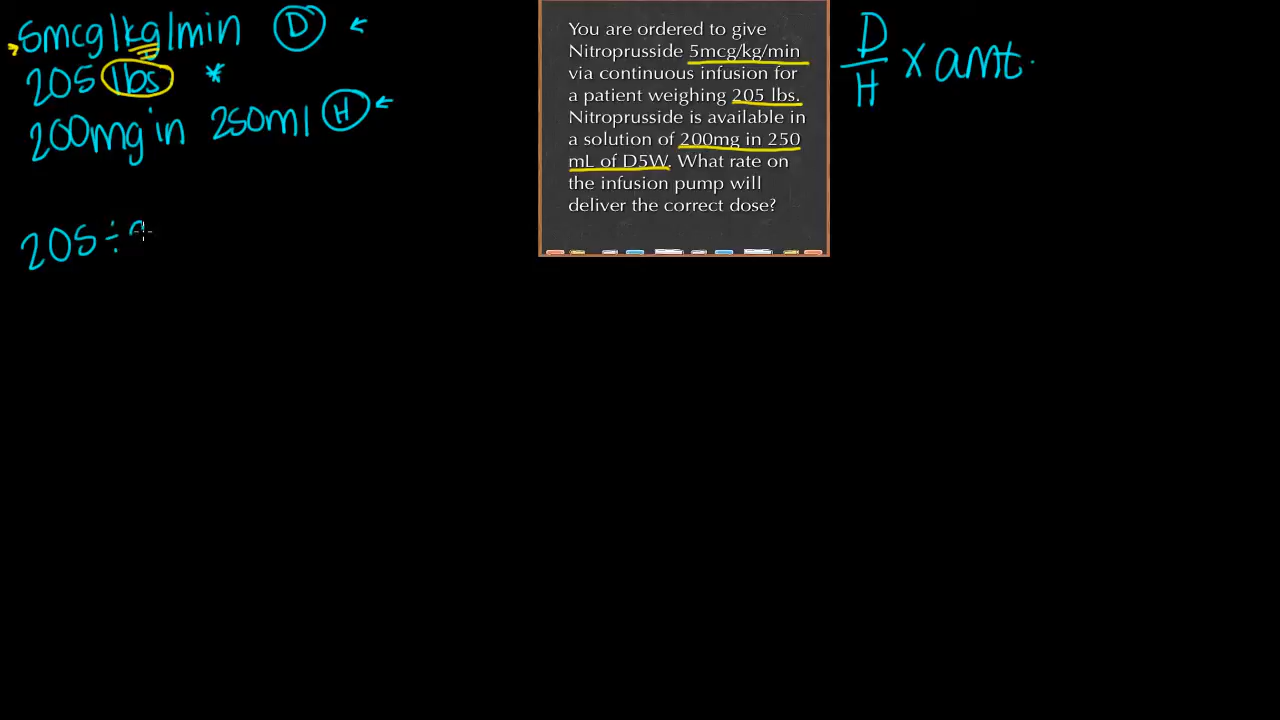 5mcg/kg/min D
205 lbs *
200mg in 250ml H
205 ÷
You are ordered to give
Nitroprusside 5mcg/kg/min
via continuous infusion for
a patient weighing 205 lbs.
Nitroprusside is available in
a solution of 200mg in 250
mL of D5W. What rate on
the infusion pump will
deliver the correct dose?
D
H x amt.